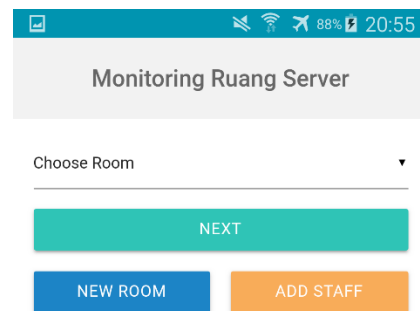 88% 20:55
Monitoring Ruang Server
Choose Room
NEXT
NEW ROOM ADD STAFF